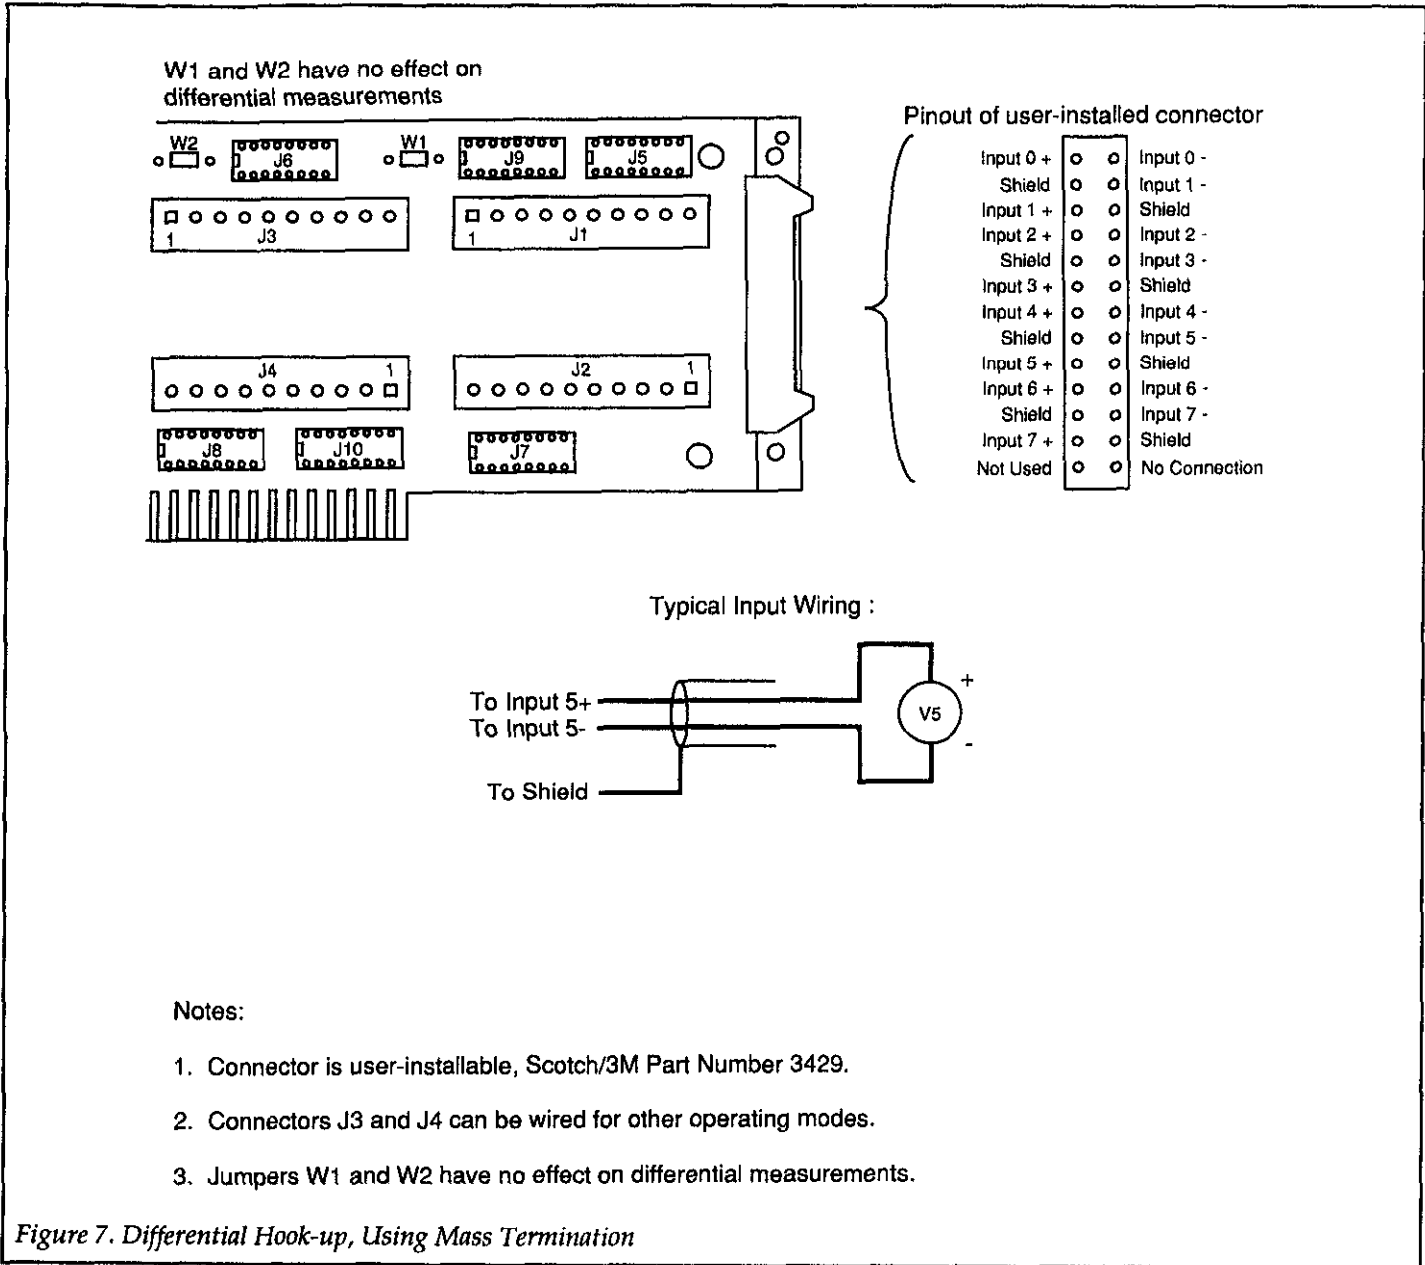 W1 and W2 have no effect on
differential measurements
W2
J6
W1
J9
J5
1
J3
1
J1
J4
1
J2
1
J8
J10
J7
Pinout of user-installed connector
Input 0 + Input 0 -
Shield Input 1 -
Input 1 + Shield
Input 2 + Input 2 -
Shield Input 3 -
Input 3 + Shield
Input 4 + Input 4 -
Shield Input 5 -
Input 5 + Shield
Input 6 + Input 6 -
Shield Input 7 -
Input 7 + Shield
Not Used No Connection
Typical Input Wiring :
To Input 5+
To Input 5-
To Shield
+
V5
-
Notes:
1. Connector is user-installable, Scotch/3M Part Number 3429.
2. Connectors J3 and J4 can be wired for other operating modes.
3. Jumpers W1 and W2 have no effect on differential measurements.
Figure 7. Differential Hook-up, Using Mass Termination